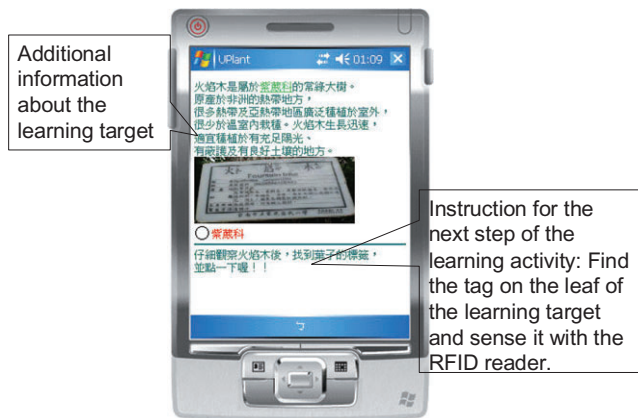 Additional
information
about the
learning target
UPlant 01:09
火焰木是屬於紫葳科的常綠大樹。
原產於非洲的熱帶地方，
很多熱帶及亞熱帶地區廣泛種植於室外，
很少於溫室內栽種。火焰木生長迅速，
適宜種植於有充足陽光、
及有良好土壤的地方。
火 焰 木
紫葳科
仔細觀察火焰木後，找到葉子的標籤，
並點一下喔！！
Instruction for the
next step of the
learning activity: Find
the tag on the leaf of
the learning target
and sense it with the
RFID reader.